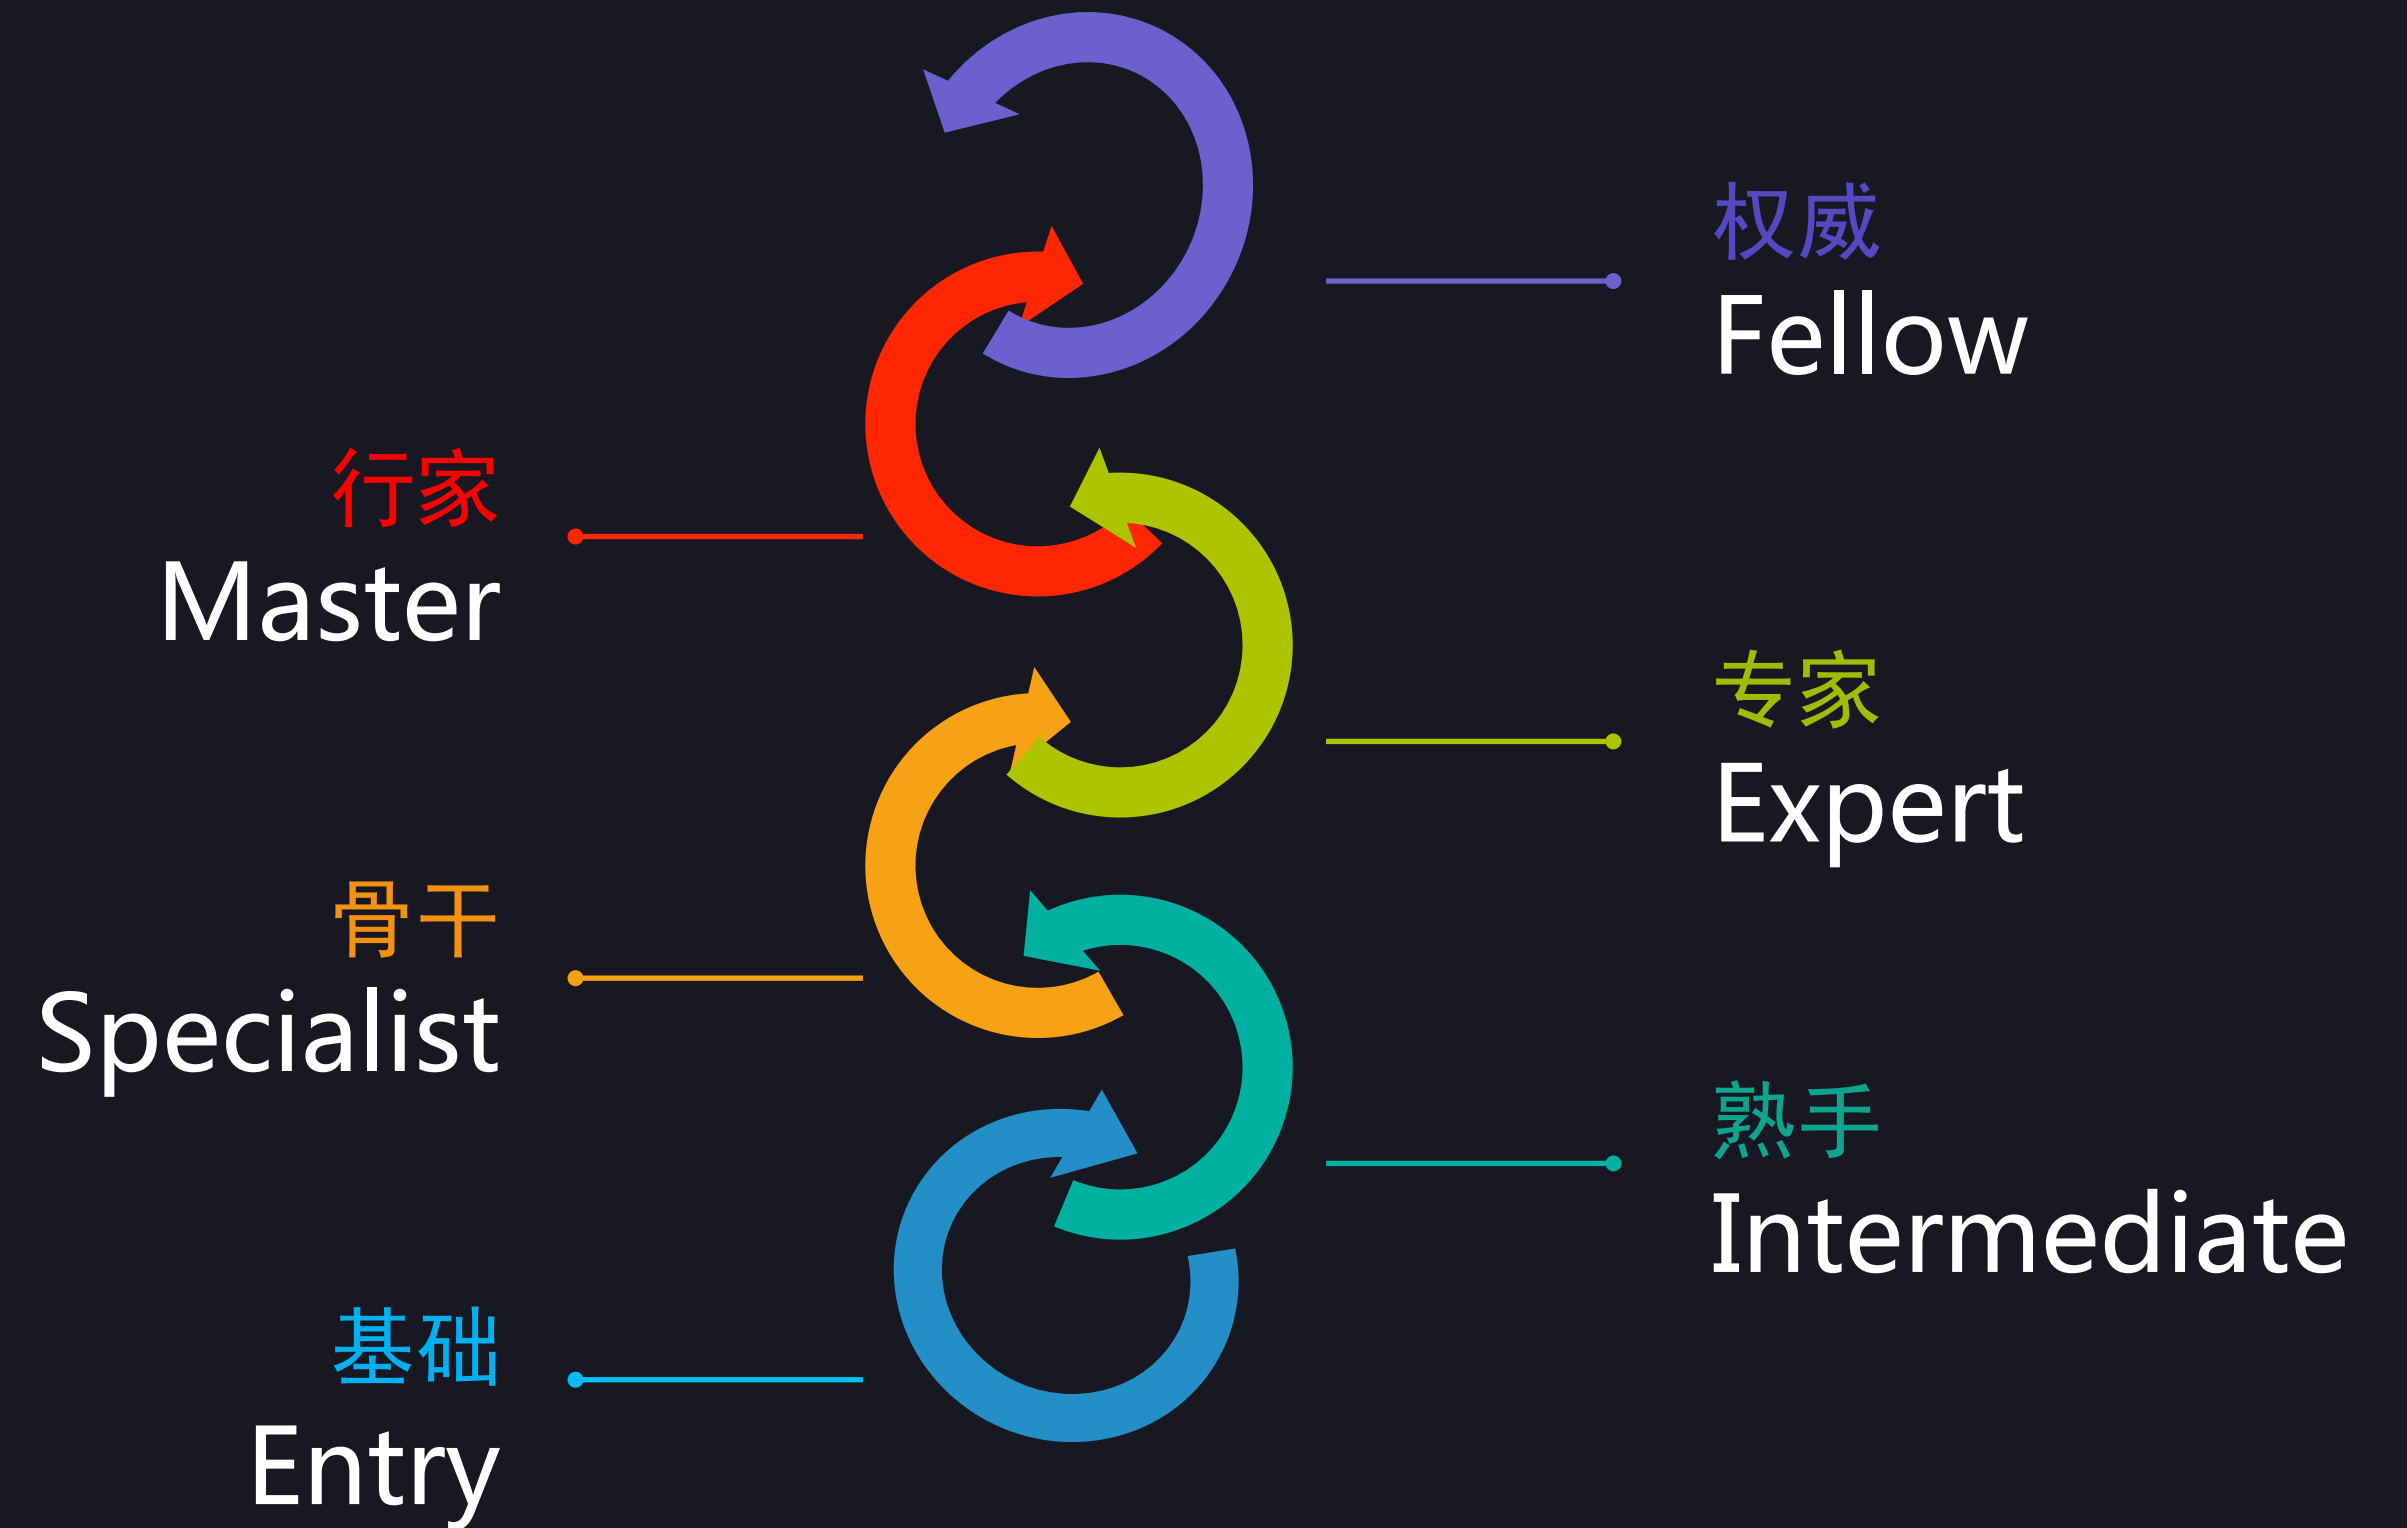 权威
Fellow
行家
Master
专家
Expert
骨干
Specialist
熟手
Intermediate
基础
Entry